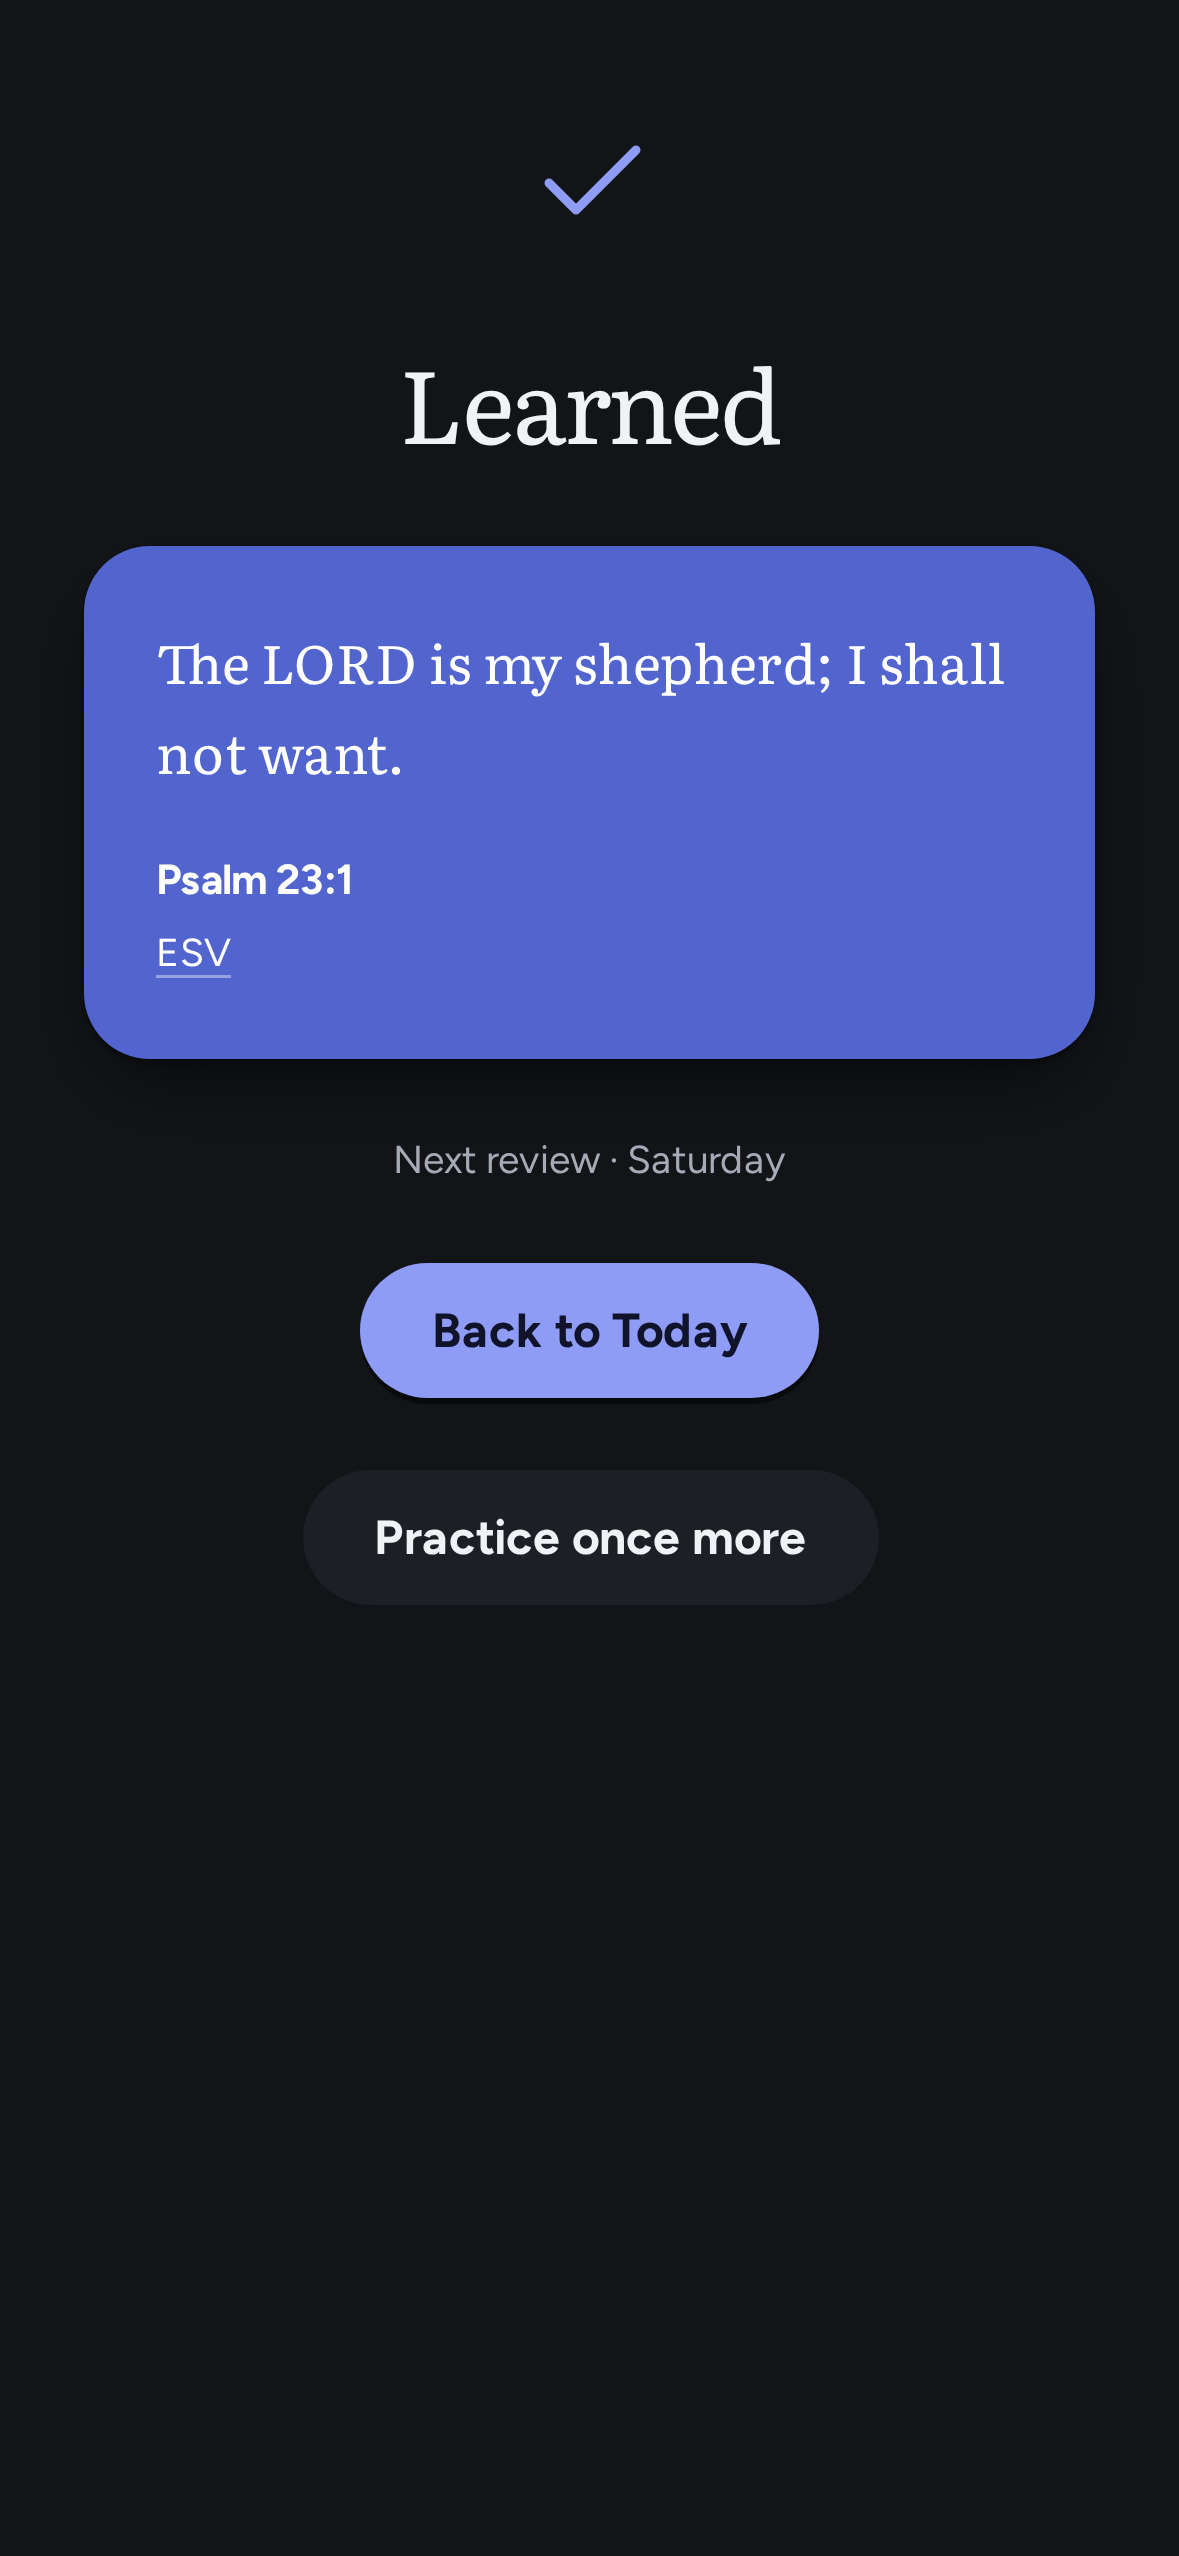 Learned
The LORD is my shepherd; I shall
not want.
Psalm 23:1
ESV
Next review · Saturday
Back to Today
Practice once more